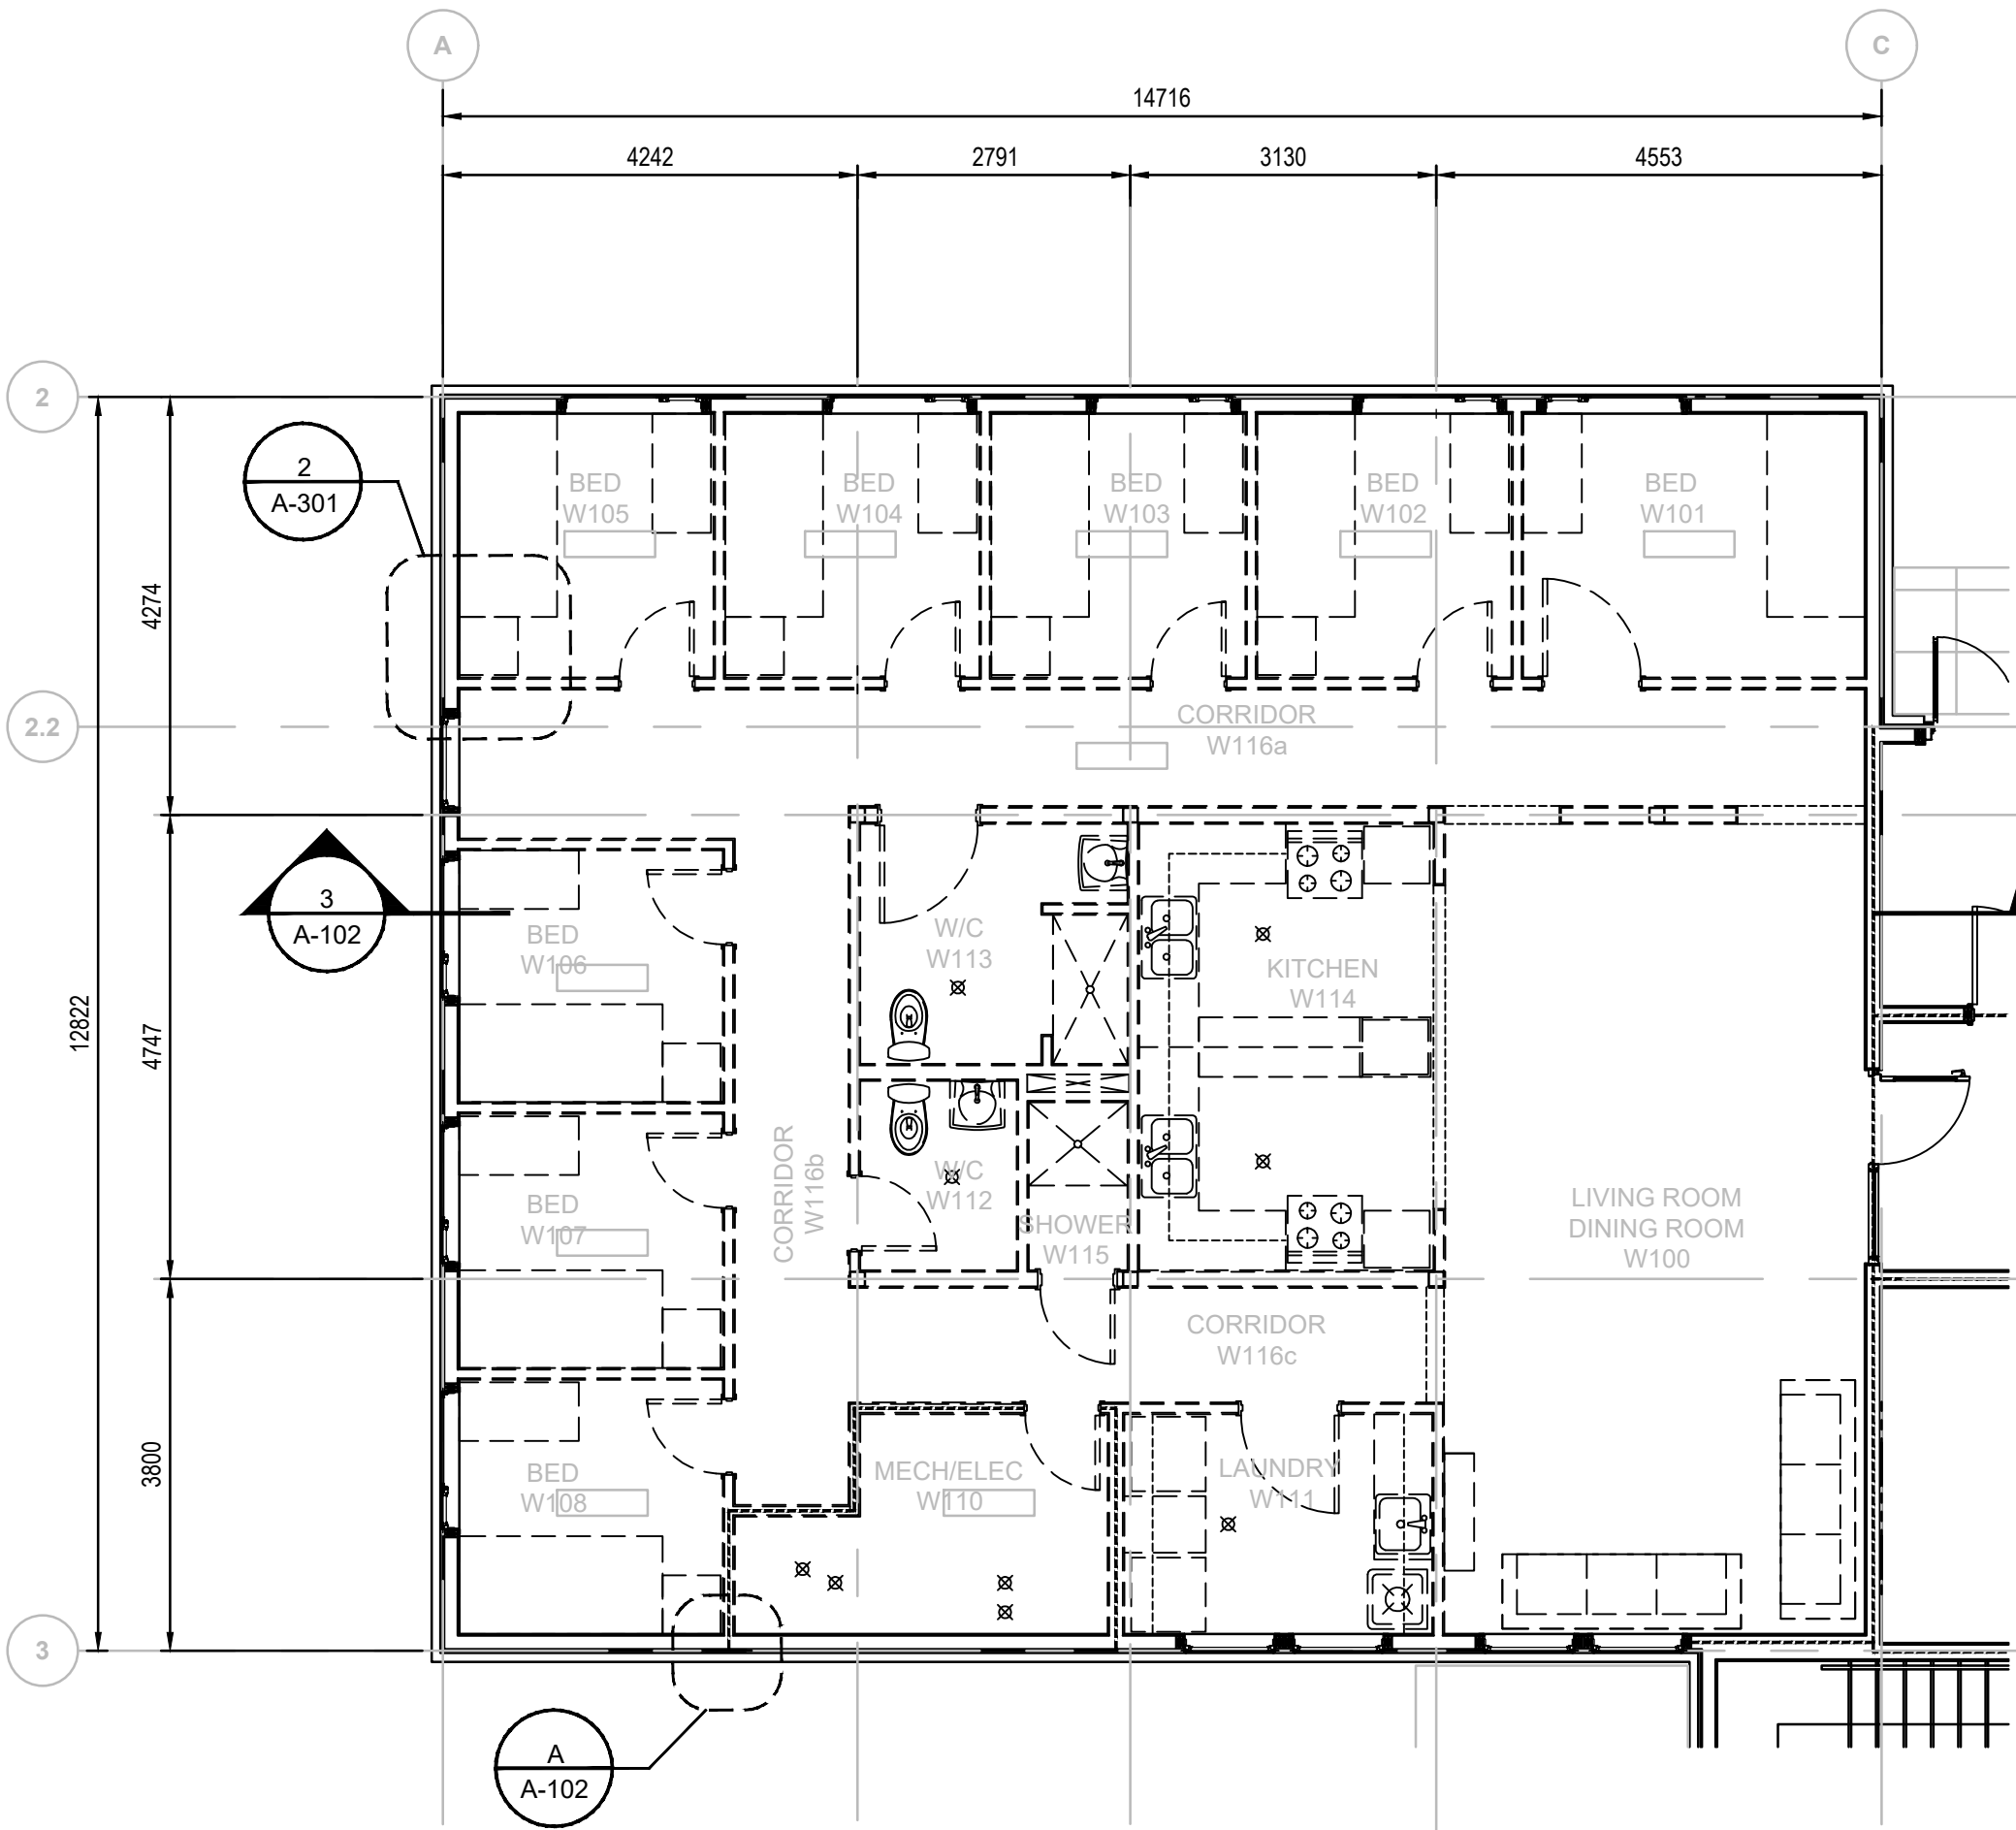 A
C
14716
4242
2791
3130
4553
2
2
A-301
BED
W105
BED
W104
BED
W103
BED
W102
BED
W101
4274
2.2
CORRIDOR
W116a
3
A-102
BED
W106
W/C
W113
KITCHEN
W114
12822
4747
CORRIDOR
W116b
BED
W107
W/C
W112
SHOWER
W115
LIVING ROOM
DINING ROOM
W100
CORRIDOR
W116c
3800
BED
W108
MECH/ELEC
W110
LAUNDRY
W111
3
A
A-102